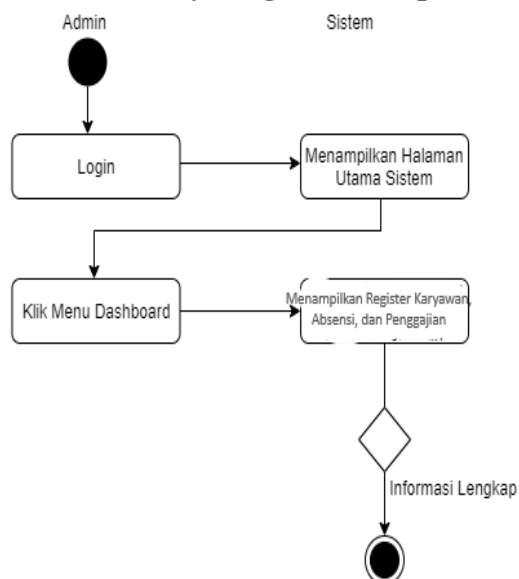 Admin
Sistem
Login
Menampilkan Halaman
Utama Sistem
Klik Menu Dashboard
Menampilkan Register Karyawan,
Absensi, dan Penggajian
Informasi Lengkap